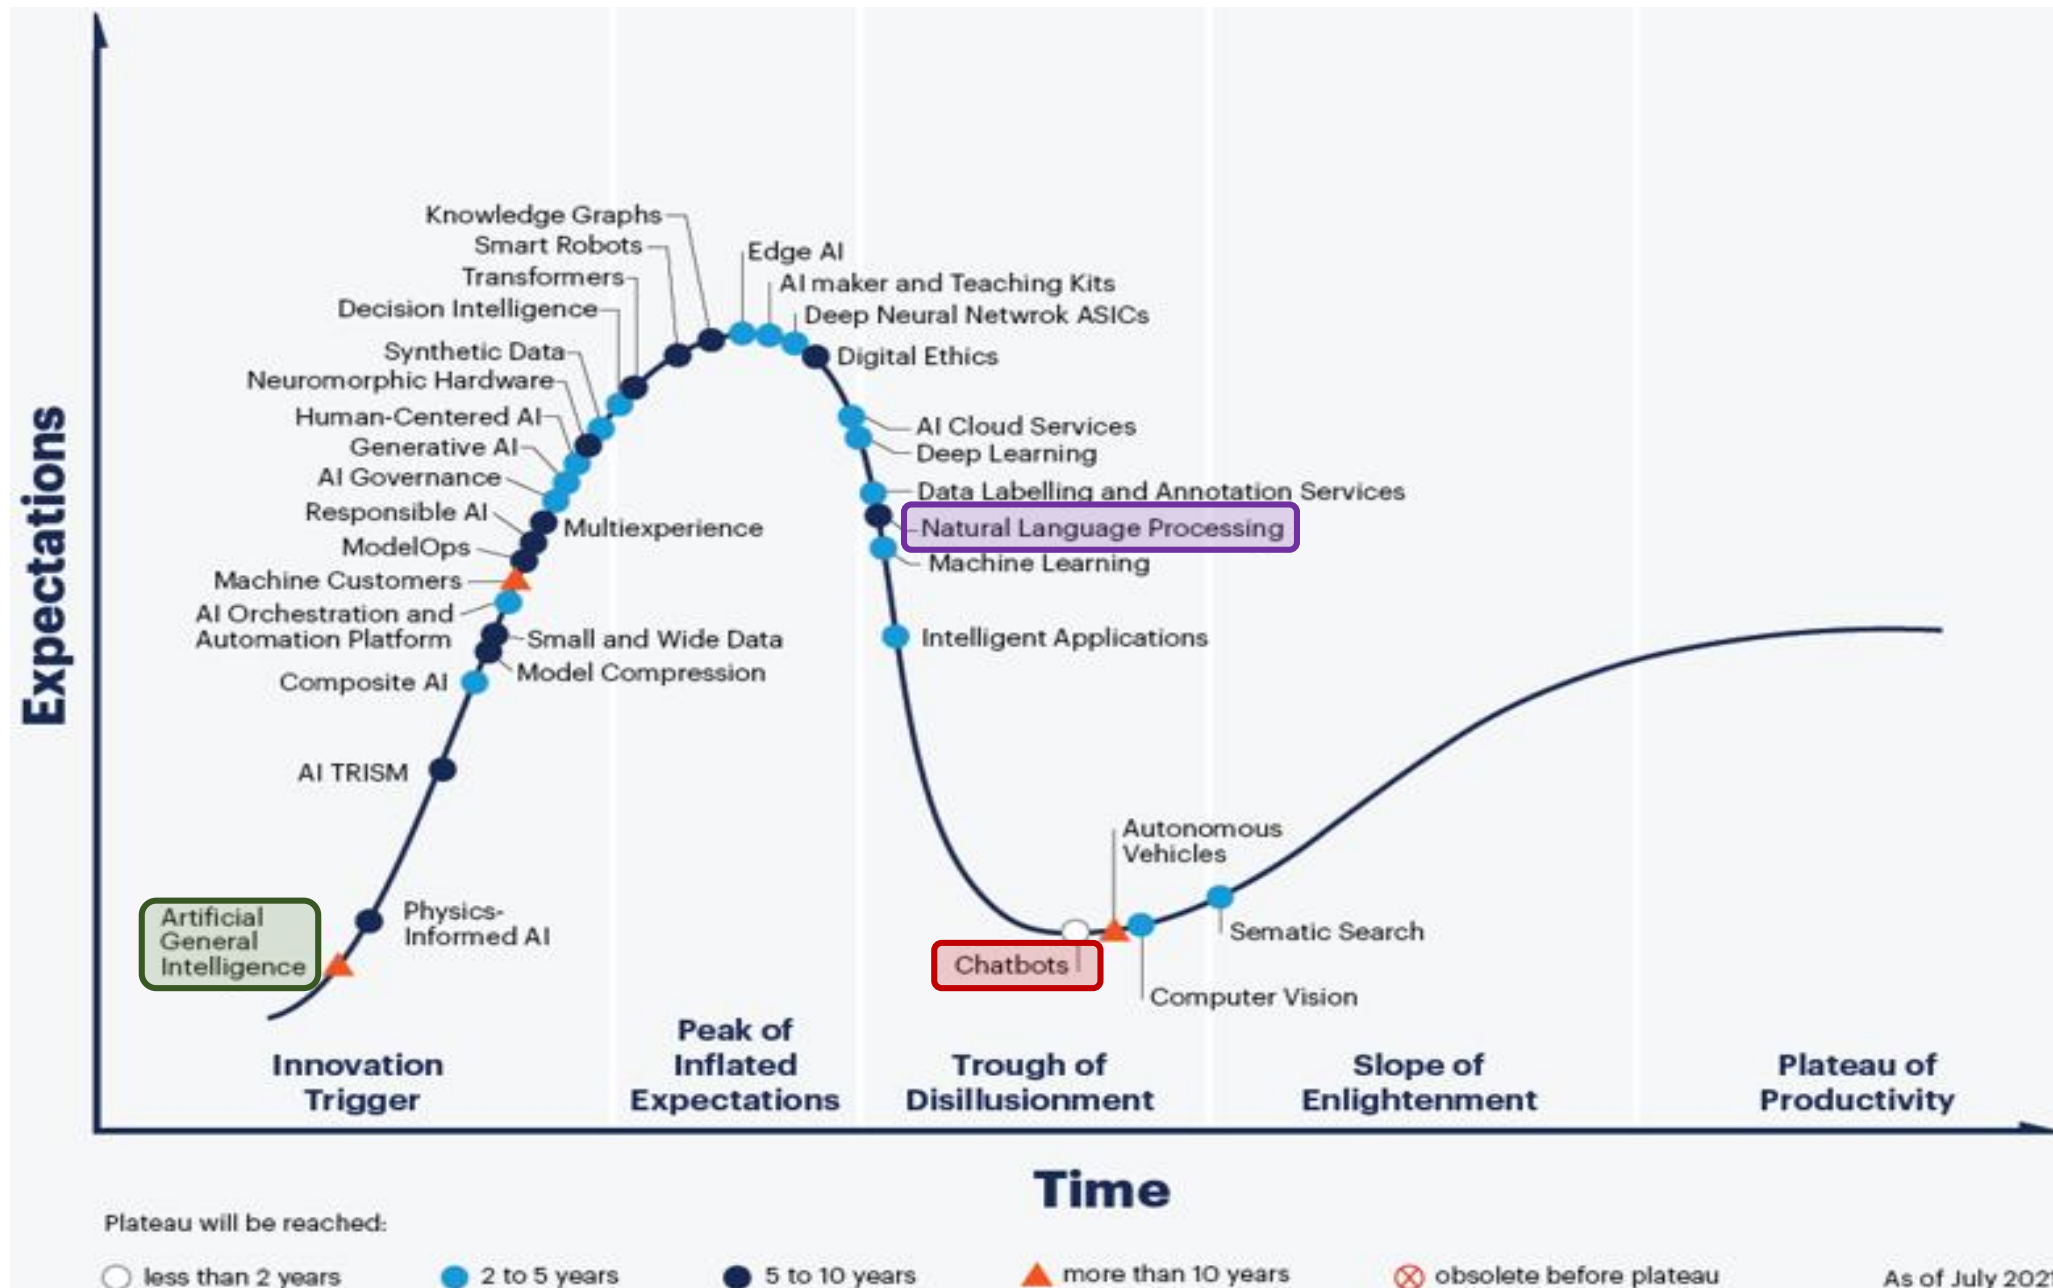 Expectations
Knowledge Graphs
Smart Robots
Transformers
Decision Intelligence
Synthetic Data
Neuromorphic Hardware
Human-Centered AI
Generative AI
AI Governance
Responsible AI
Multiexperience
ModelOps
Machine Customers
AI Orchestration and
Automation Platform
Small and Wide Data
Model Compression
Composite AI
AI TRISM
Physics-
Informed AI
Artificial
General
Intelligence
Edge AI
AI maker and Teaching Kits
Deep Neural Netwrok ASICs
Digital Ethics
AI Cloud Services
Deep Learning
Data Labelling and Annotation Services
Natural Language Processing
Machine Learning
Intelligent Applications
Autonomous
Vehicles
Chatbots
Sematic Search
Computer Vision
Innovation
Trigger
Peak of
Inflated
Expectations
Trough of
Disillusionment
Slope of
Enlightenment
Plateau of
Productivity
Time
Plateau will be reached:
less than 2 years
2 to 5 years
5 to 10 years
more than 10 years
obsolete before plateau
As of July